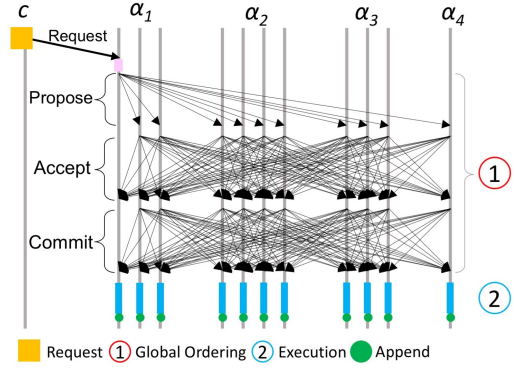 c α1 α2 α3 α4
Request
Propose
Accept
1
Commit
2
Request 1 Global Ordering 2 Execution Append